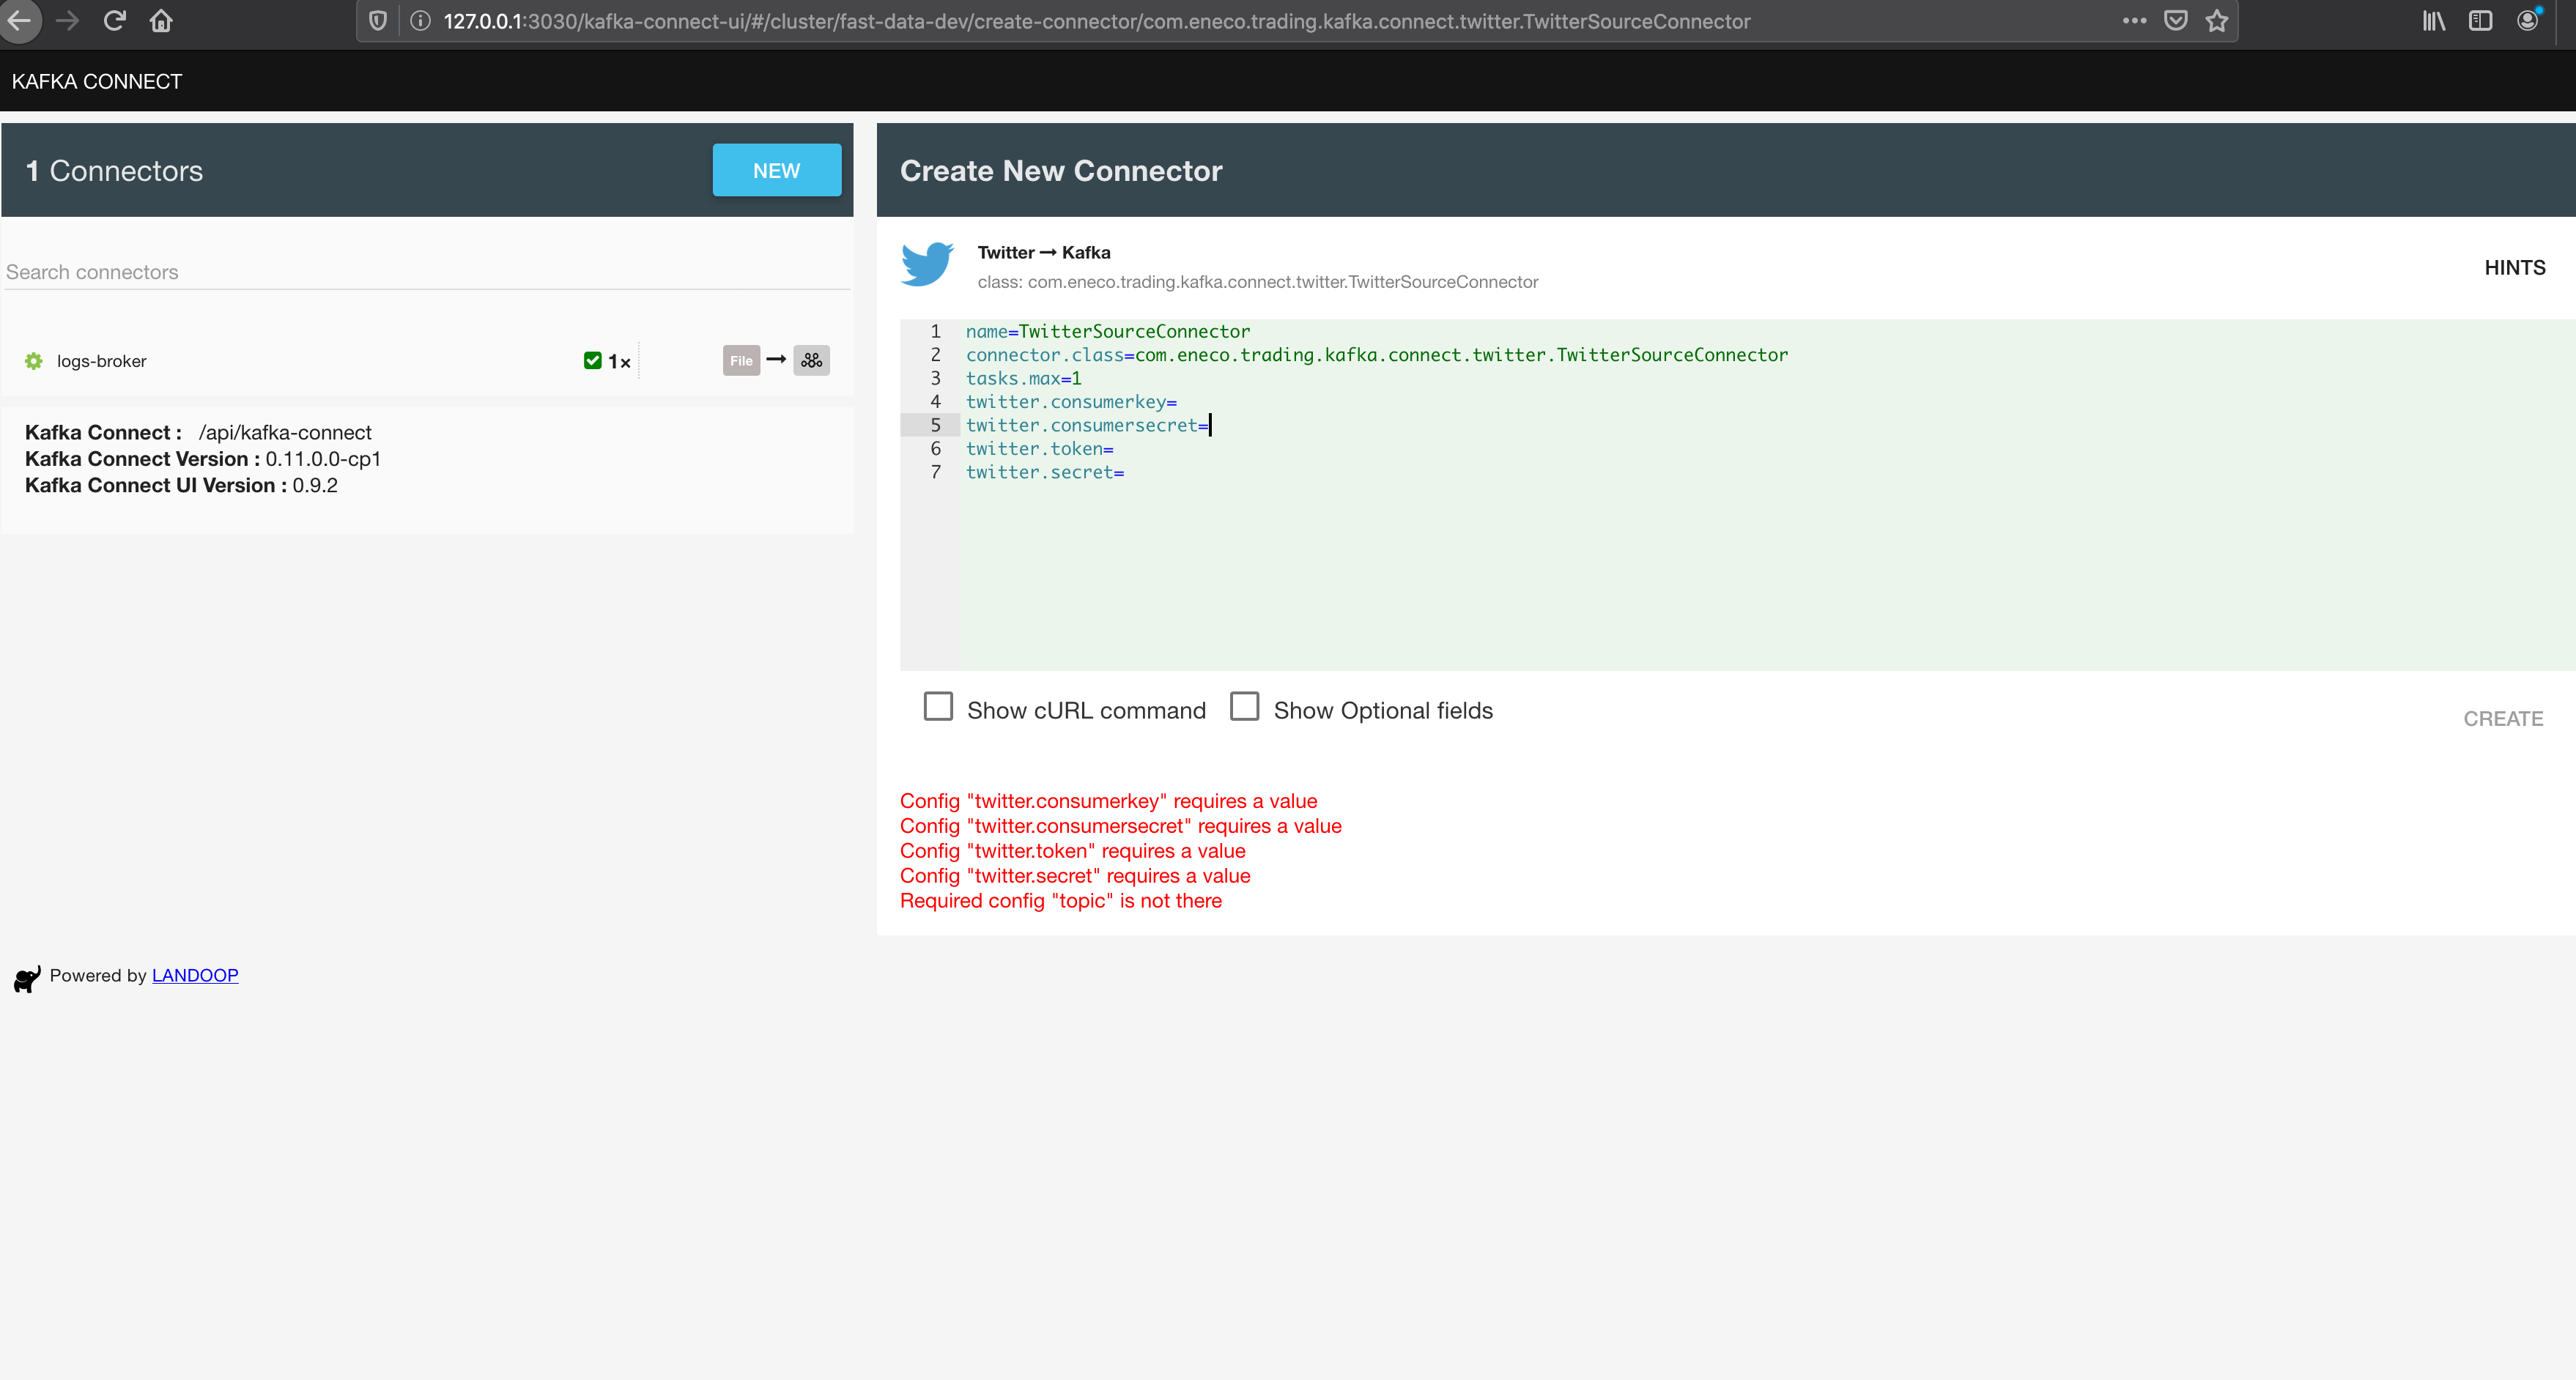 127.0.0.1:3030/kafka-connect-ui/#/cluster/fast-data-dev/create-connector/com.eneco.trading.kafka.connect.twitter.TwitterSourceConnector
KAFKA CONNECT
1 Connectors
NEW
Search connectors
logs-broker
1×
File
Kafka Connect : /api/kafka-connect
Kafka Connect Version : 0.11.0.0-cp1
Kafka Connect UI Version : 0.9.2
Create New Connector
Twitter → Kafka
class: com.eneco.trading.kafka.connect.twitter.TwitterSourceConnector
HINTS
1 name=TwitterSourceConnector
2 connector.class=com.eneco.trading.kafka.connect.twitter.TwitterSourceConnector
3 tasks.max=1
4 twitter.consumerkey=
5 twitter.consumersecret=
6 twitter.token=
7 twitter.secret=
Show cURL command
Show Optional fields
CREATE
Config "twitter.consumerkey" requires a value
Config "twitter.consumersecret" requires a value
Config "twitter.token" requires a value
Config "twitter.secret" requires a value
Required config "topic" is not there
Powered by LANDOOP